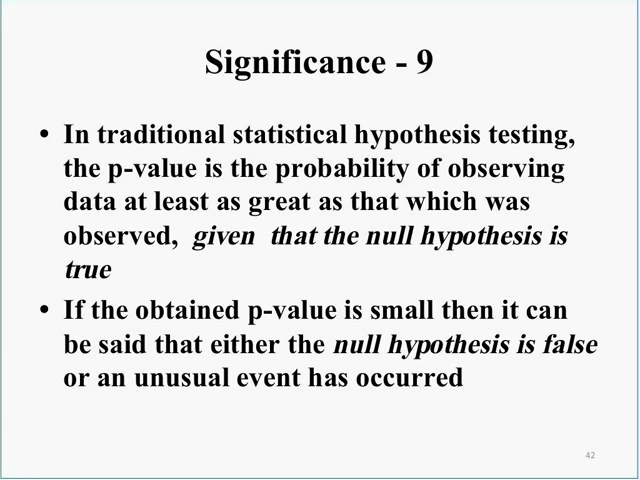 Significance - 9
• In traditional statistical hypothesis testing,
the p-value is the probability of observing
data at least as great as that which was
observed, given that the null hypothesis is
true
• If the obtained p-value is small then it can
be said that either the null hypothesis is false
or an unusual event has occurred
42